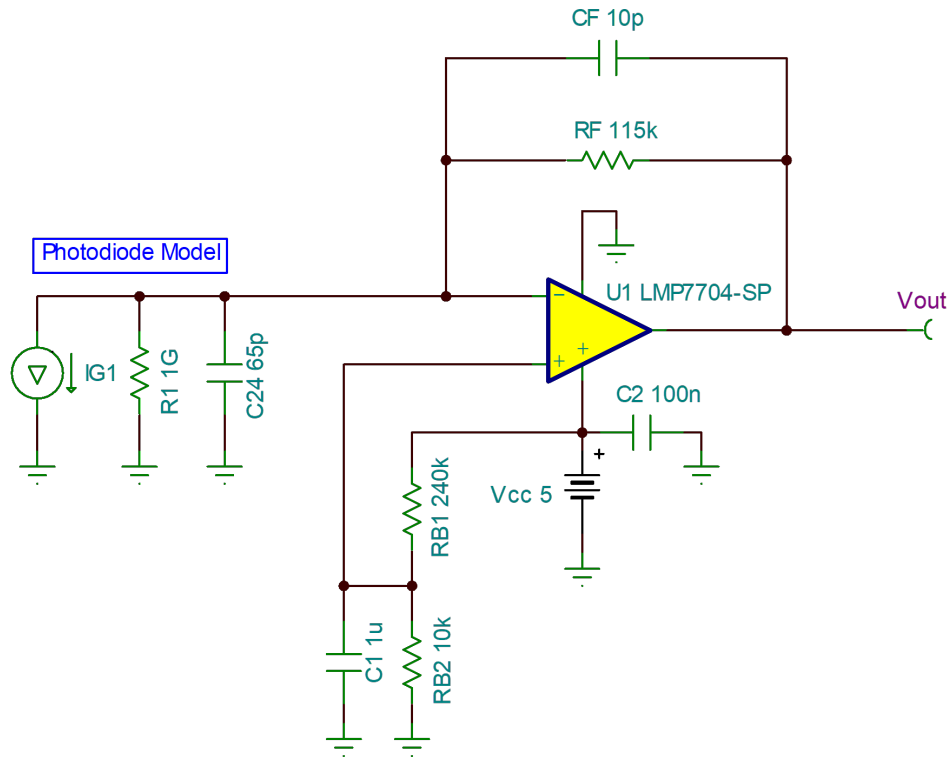 CF 10p
RF 115k
Photodiode Model
U1 LMP7704-SP
Vout
IG1
R1 1G
C24 65p
C2 100n
Vcc 5
RB1 240k
C1 1u
RB2 10k